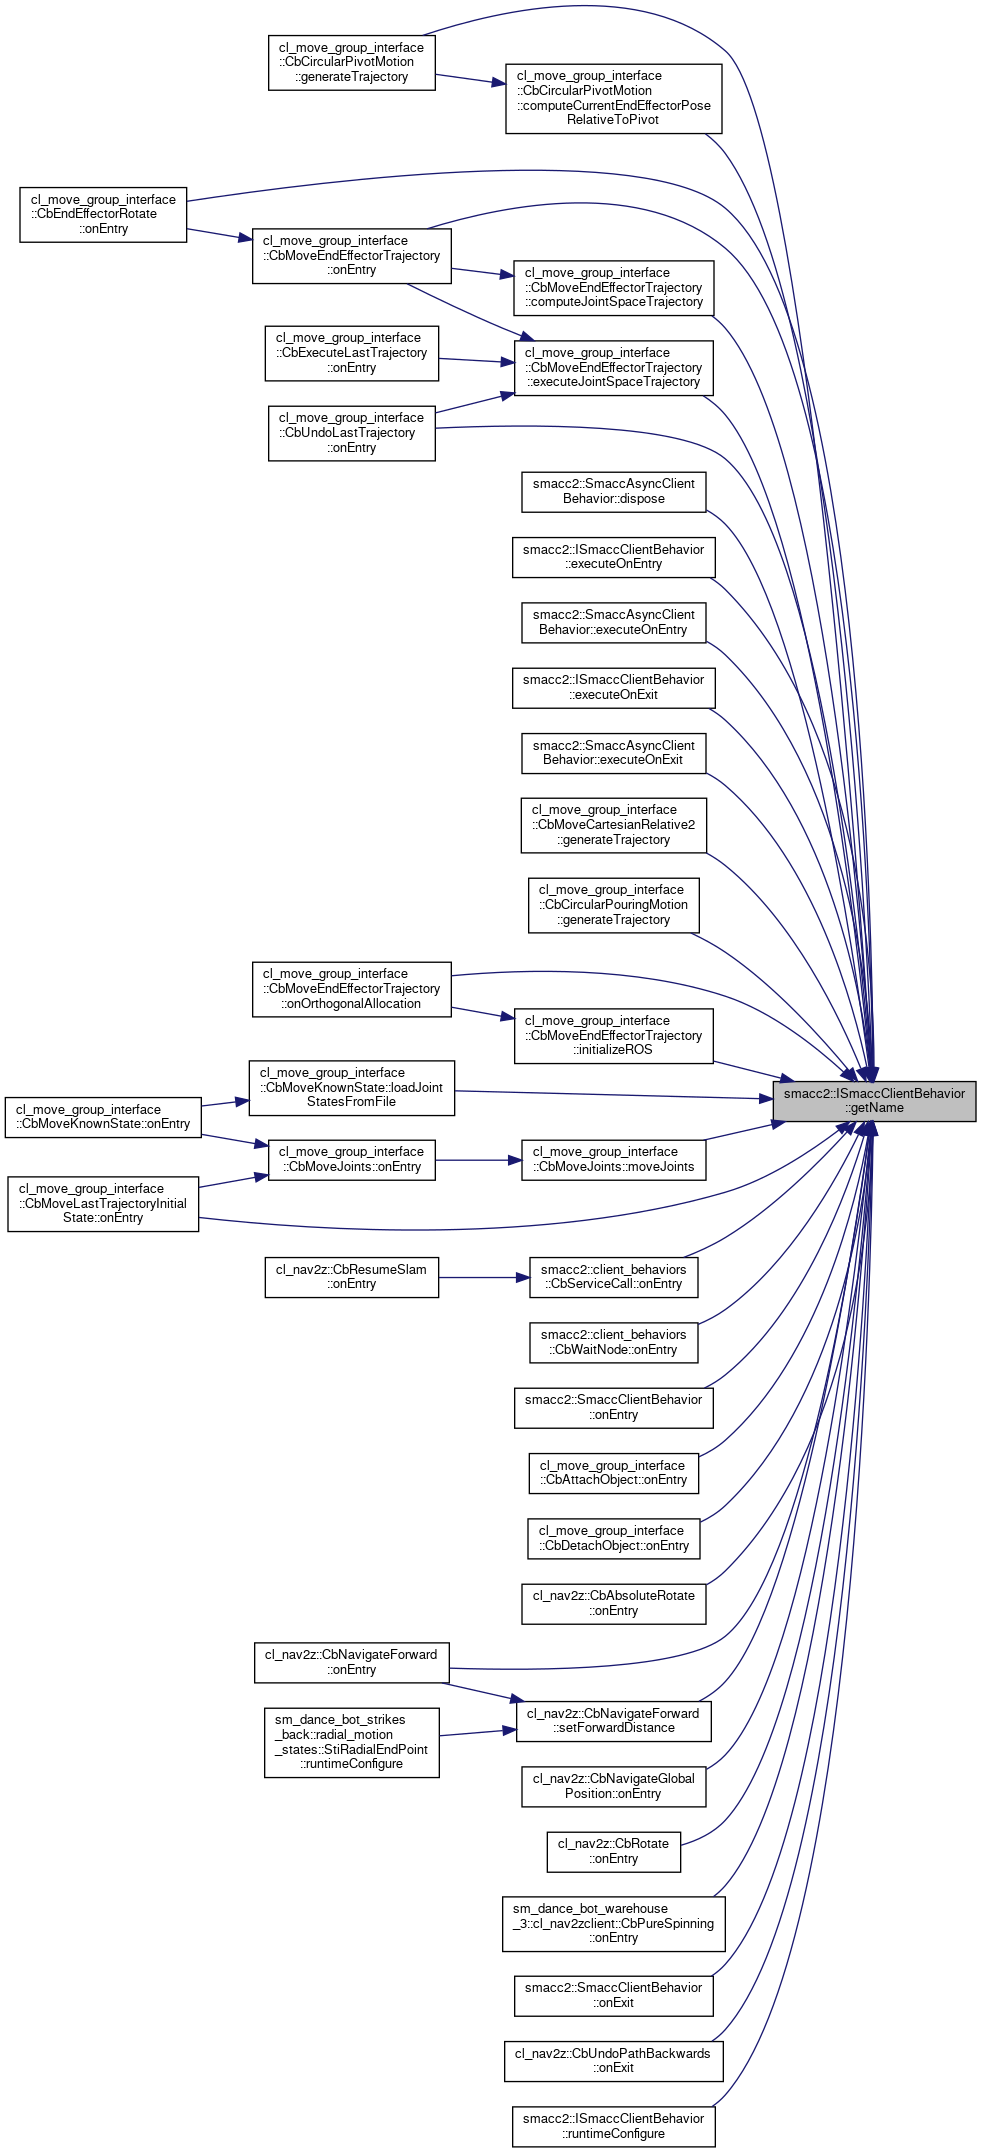 cl_move_group_interface
::CbCircularPivotMotion
::generateTrajectory
cl_move_group_interface
::CbCircularPivotMotion
::computeCurrentEndEffectorPose
RelativeToPivot
cl_move_group_interface
::CbEndEffectorRotate
::onEntry
cl_move_group_interface
::CbMoveEndEffectorTrajectory
::onEntry
cl_move_group_interface
::CbMoveEndEffectorTrajectory
::computeJointSpaceTrajectory
cl_move_group_interface
::CbExecuteLastTrajectory
::onEntry
cl_move_group_interface
::CbMoveEndEffectorTrajectory
::executeJointSpaceTrajectory
cl_move_group_interface
::CbUndoLastTrajectory
::onEntry
smacc2::SmaccAsyncClient
Behavior::dispose
smacc2::ISmaccClientBehavior
::executeOnEntry
smacc2::SmaccAsyncClient
Behavior::executeOnEntry
smacc2::ISmaccClientBehavior
::executeOnExit
smacc2::SmaccAsyncClient
Behavior::executeOnExit
cl_move_group_interface
::CbMoveCartesianRelative2
::generateTrajectory
cl_move_group_interface
::CbCircularPouringMotion
::generateTrajectory
cl_move_group_interface
::CbMoveEndEffectorTrajectory
::onOrthogonalAllocation
cl_move_group_interface
::CbMoveEndEffectorTrajectory
::initializeROS
cl_move_group_interface
::CbMoveKnownState::loadJoint
StatesFromFile
smacc2::ISmaccClientBehavior
::getName
cl_move_group_interface
::CbMoveKnownState::onEntry
cl_move_group_interface
::CbMoveJoints::onEntry
cl_move_group_interface
::CbMoveJoints::moveJoints
cl_move_group_interface
::CbMoveLastTrajectoryInitial
State::onEntry
cl_nav2z::CbResumeSlam
::onEntry
smacc2::client_behaviors
::CbServiceCall::onEntry
smacc2::client_behaviors
::CbWaitNode::onEntry
smacc2::SmaccClientBehavior
::onEntry
cl_move_group_interface
::CbAttachObject::onEntry
cl_move_group_interface
::CbDetachObject::onEntry
cl_nav2z::CbAbsoluteRotate
::onEntry
cl_nav2z::CbNavigateForward
::onEntry
cl_nav2z::CbNavigateForward
::setForwardDistance
sm_dance_bot_strikes
_back::radial_motion
_states::StiRadialEndPoint
::runtimeConfigure
cl_nav2z::CbNavigateGlobal
Position::onEntry
cl_nav2z::CbRotate
::onEntry
sm_dance_bot_warehouse
_3::cl_nav2zclient::CbPureSpinning
::onEntry
smacc2::SmaccClientBehavior
::onExit
cl_nav2z::CbUndoPathBackwards
::onExit
smacc2::ISmaccClientBehavior
::runtimeConfigure